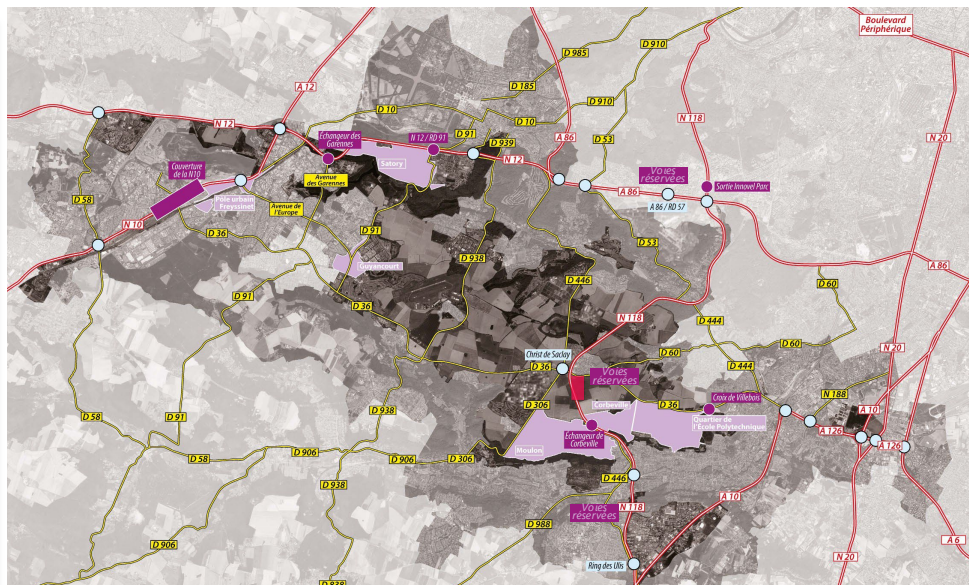 Boulevard
Périphérique
D 910
D 985
A 12
D 185
D 910
N 118
D 10
N 12
D 10
A 86
N 20
Échangeur des
Garennes
N 12 / RD 91
D 91
D 53
D 939
N 12
Couverture
de la N10
Satory
Voies
réservées
Avenue
des Garennes
Sortie Innovel Parc
A 86
A 86 / RD 57
D 58
Pôle urbain
Freyssinet
Avenue de
l'Europe
N 10
D 36
D 91
D 53
D 938
Guyancourt
A 86
D 446
D 60
D 91
D 36
N 118
D 444
D 60
N 20
Christ de Saclay
D 60
D 36
D 444
Voies
réservées
N 188
Croix de Villebois
D 306
Corbeville
D 36
D 938
A 10
D 58
D 91
Quartier de
l'École Polytechnique
A 126
Échangeur de
Corbeville
A 126
Moulon
D 58
D 906
D 906
D 306
D 446
D 938
A 10
Voies
réservées
N 118
D 988
A 6
D 906
N 20
Ring des Ulis
D 938